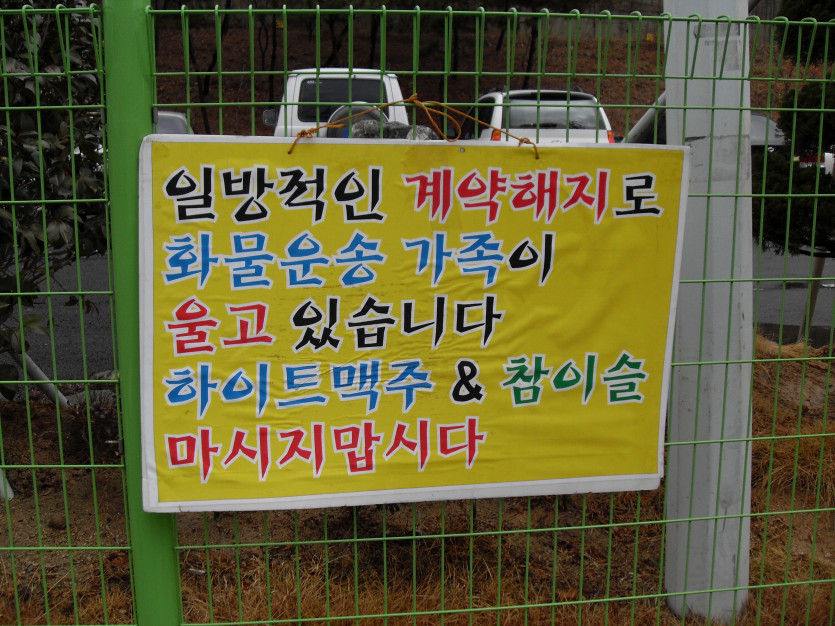 일방적인 계약해지로
화물운송 가족이
울고 있습니다
하이트맥주 & 참이슬
마시지맙시다